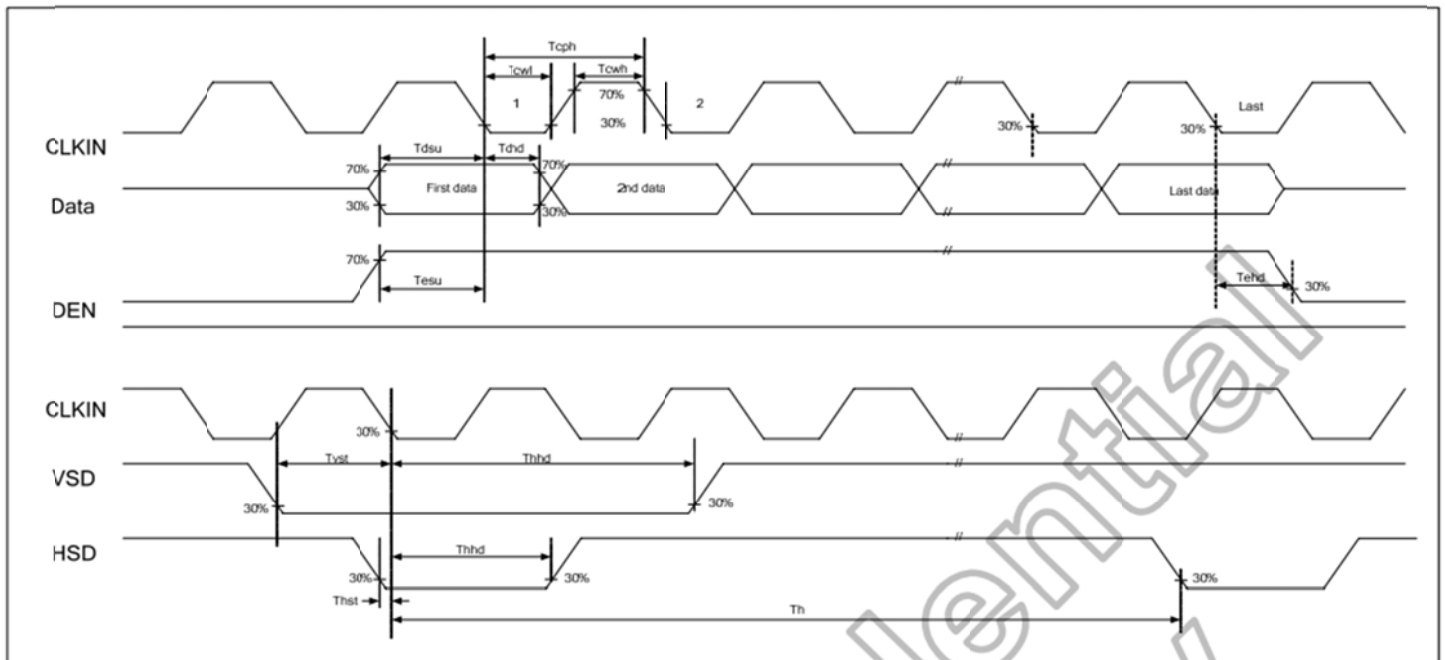 Tcph
Tcwl Tcwh
1 70% 2 Last
30% 30% 30%
CLKIN
Tdsu Tdhd
70% 70%
First data 2nd data // Last data
Data
30% 30%
//
70%
Tesu Tehd
DEN 30%
CLKIN
30% //
Tvst Thhd //
VSD
30% 30%
HSD //
Thhd
30% 30% 30%
Thst
Th
dential